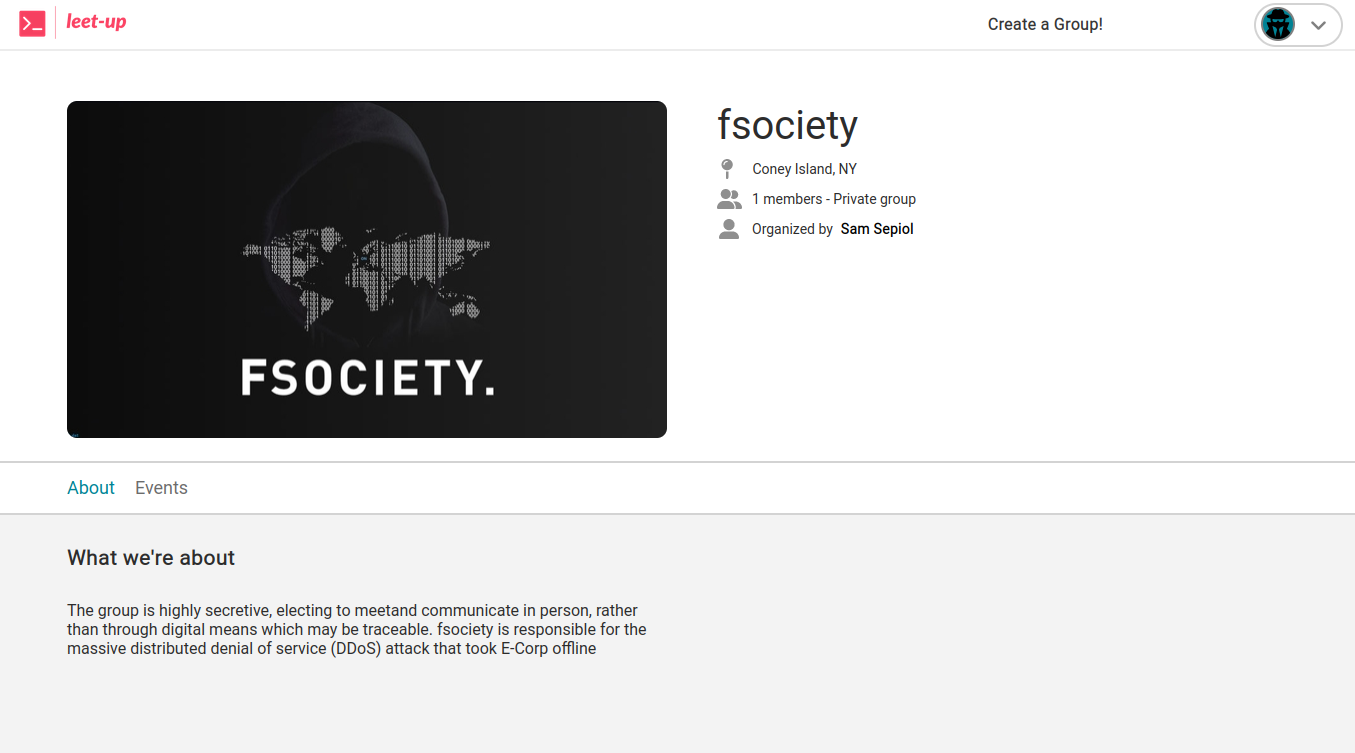 leet-up
Create a Group!
fsociety
Coney Island, NY
1 members - Private group
Organized by Sam Sepiol
FSOCIETY.
About Events
What we're about
The group is highly secretive, electing to meetand communicate in person, rather
than through digital means which may be traceable. fsociety is responsible for the
massive distributed denial of service (DDoS) attack that took E-Corp offline